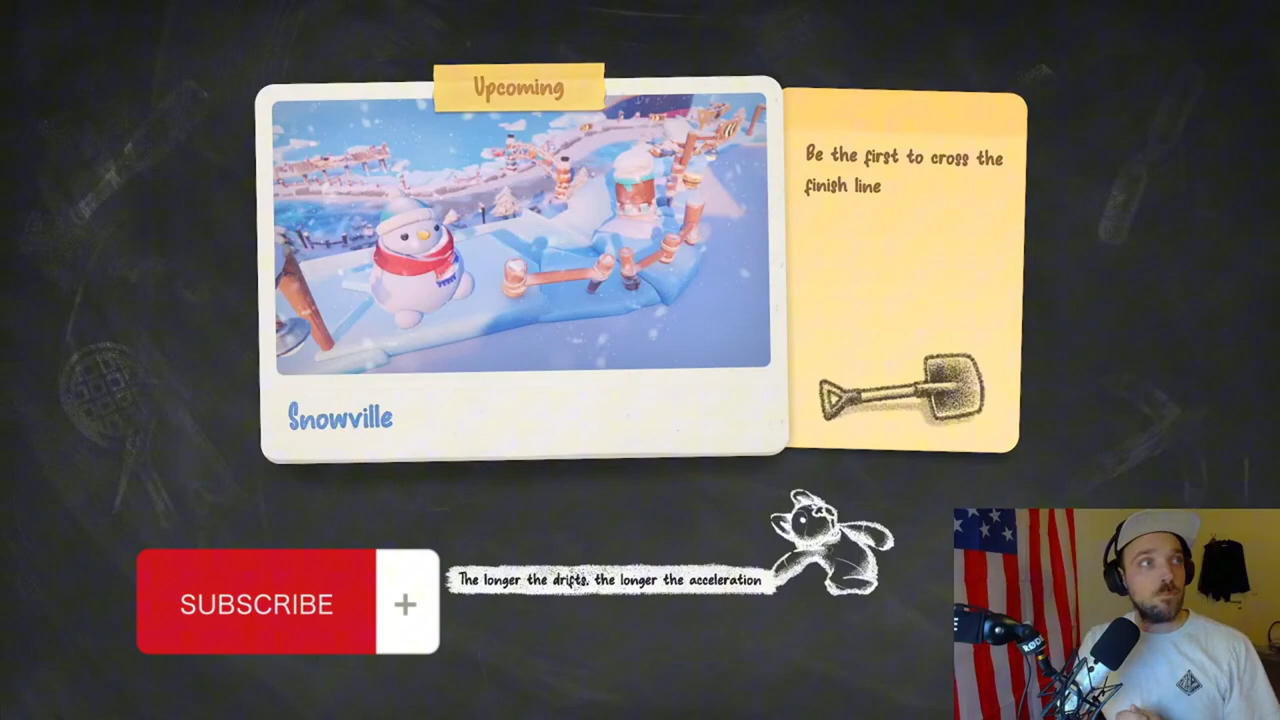 Upcoming
Be the first to cross the
finish line
Snowville
SUBSCRIBE +
The longer the drifts, the longer the acceleration
RØDE